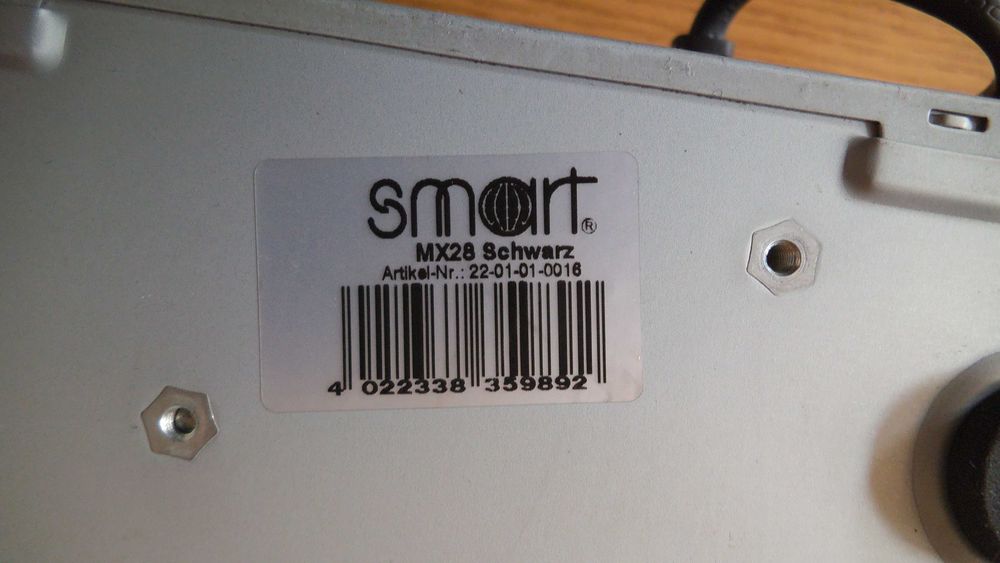 smart®
MX28 Schwarz
Artikel-Nr.: 22-01-01-0016
4 022338 359892